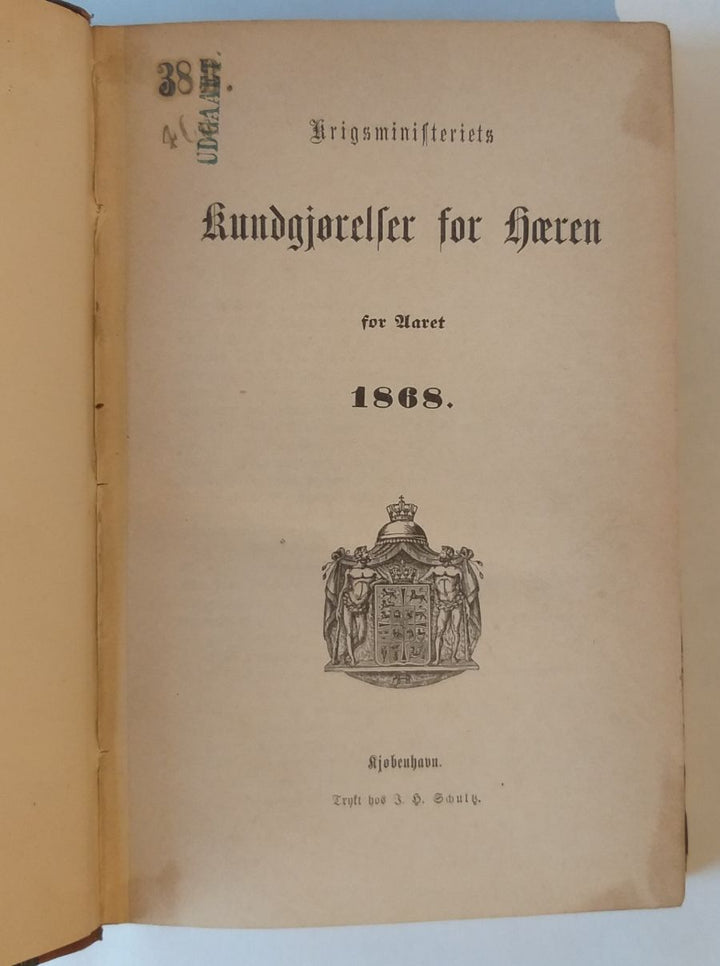 38
UDGAAET.
Krigsministeriets
Kundgjørelser for Hæren
for Aaret
1868.
Kjøbenhavn.
Trykt hos J. H. Schultz.